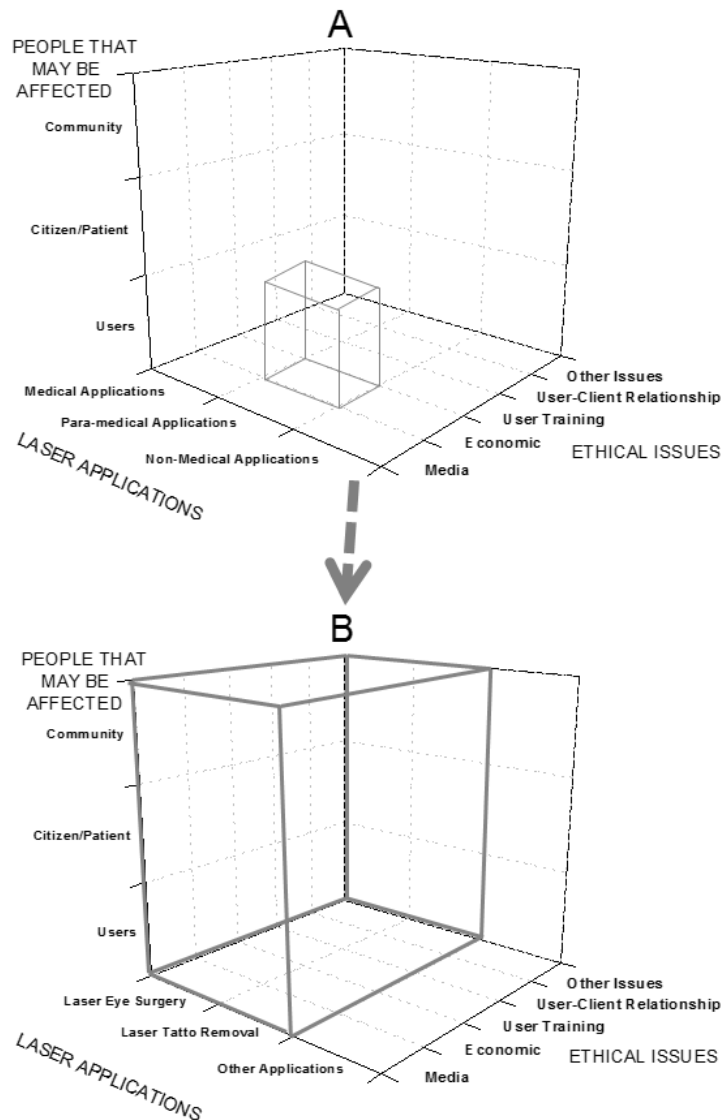 A
PEOPLE THAT
MAY BE
AFFECTED
Community
Citizen/Patient
Users
Medical Applications
Para-medical Applications
Non-Medical Applications
LASER APPLICATIONS
Other Issues
User-Client Relationship
User Training
Economic
Media
ETHICAL ISSUES
B
PEOPLE THAT
MAY BE
AFFECTED
Community
Citizen/Patient
Users
Laser Eye Surgery
Laser Tatto Removal
Other Applications
LASER APPLICATIONS
Other Issues
User-Client Relationship
User Training
Economic
Media
ETHICAL ISSUES